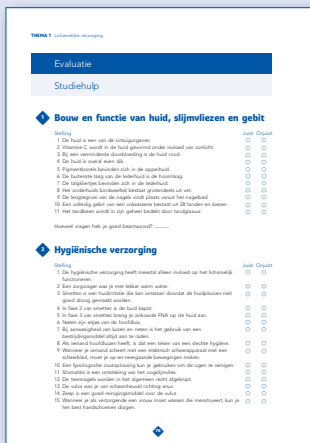 THEMA 1 Lichamelijke verzorging
Evaluatie
Studiehulp
1 Bouw en functie van huid, slijmvliezen en gebit
Stelling Juist Onjuist
1 De huid is een van de zintuigorganen.
2 Vitamine C wordt in de huid gevormd onder invloed van zonlicht.
3 Bij een verminderde doorbloeding is de huid rood.
4 De huid is overal even dik.
5 Pigmentkorrels bevinden zich in de opperhuid.
6 De buitenste laag van de lederhuid is de hoornlaag.
7 De talgkliertjes bevinden zich in de lederhuid.
8 Het onderhuids bindweefsel bestaat grotendeels uit vet.
9 De lengtegroei van de nagels vindt plaats vanuit het nagelbed.
10 Een volledig gebit van een volwassene bestaat uit 28 tanden en kiezen.
11 Het tandbeen wordt in zijn geheel bedekt door tandglazuur.
Hoeveel vragen heb je goed beantwoord? ..........
2 Hygiënische verzorging
Stelling Juist Onjuist
1 De hygiënische verzorging heeft meestal alleen invloed op het lichamelijk
functioneren.
2 Een zorgvrager was je met lekker warm water.
3 Smetten is een huidirritatie die kan ontstaan doordat de huidplooien niet
goed droog gemaakt worden.
4 In fase 2 van smetten is de huid kapot.
5 In fase 3 van smetten breng je zinkoxide FNA op de huid aan.
6 Neten zijn eitjes van de hoofdluis.
7 Bij aanwezigheid van luizen en neten is het gebruik van een
bestrijdingsmiddel altijd aan te raden.
8 Als iemand hoofdluizen heeft, is dat een teken van een slechte hygiëne.
9 Wanneer je iemand scheert met een elektrisch scheerapparaat met een
scheerblad, moet je op-en-neergaande bewegingen maken.
10 Een fysiologische zoutoplossing kun je gebruiken om de ogen te reinigen.
11 Stomatitis is een ontsteking van het oogslijmvlies.
12 De teennagels worden in het algemeen recht afgeknipt.
13 De vulva was je van schaamheuvel richting anus.
14 Zeep is een goed reinigingsmiddel voor de vulva.
15 Wanneer je als verzorgende een vrouw moet wassen die menstrueert, kun je
het best handschoenen dragen.